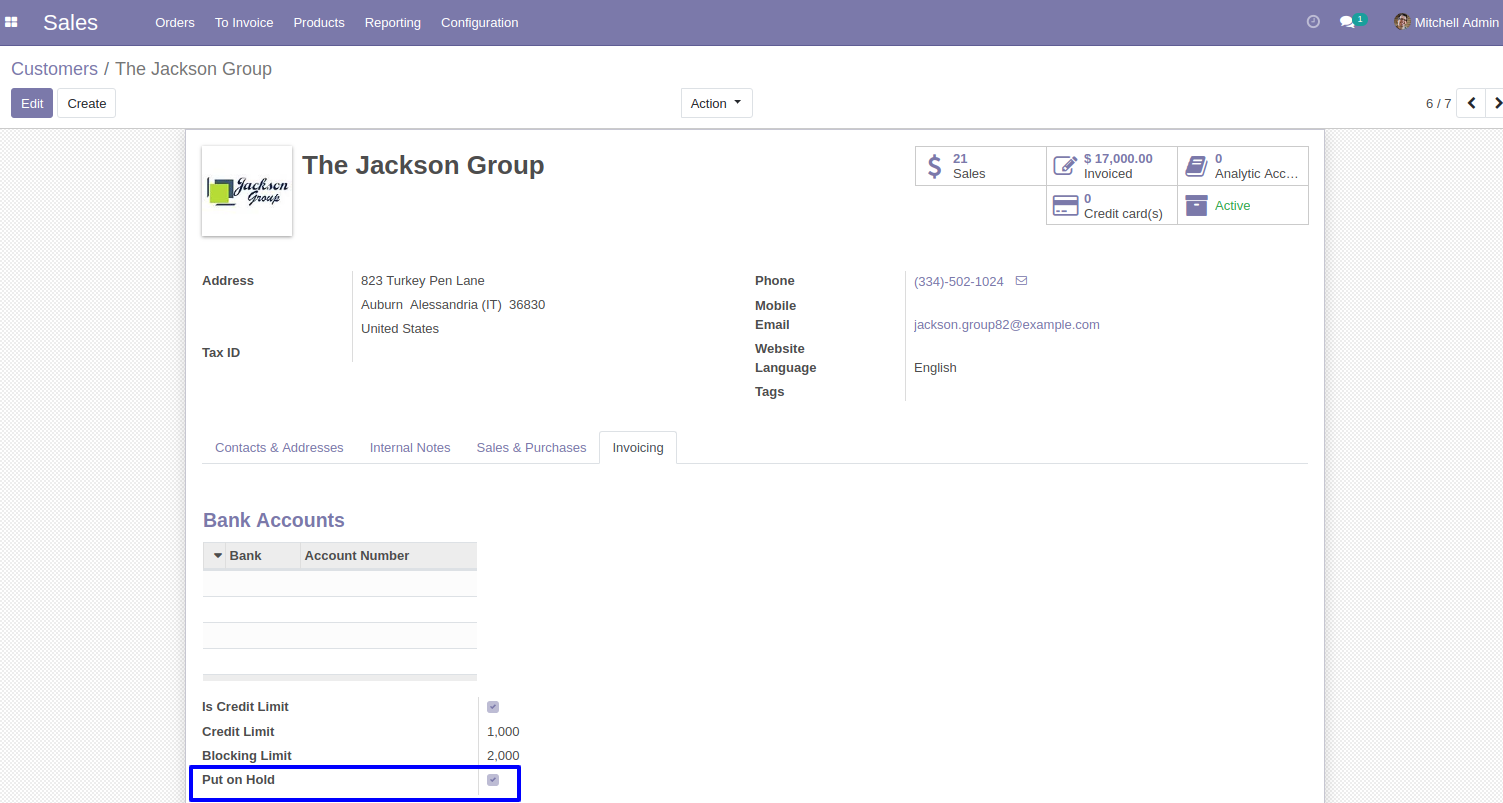 Sales Orders To Invoice Products Reporting Configuration 1 Mitchell Admin
Customers / The Jackson Group
Edit Create Action 6 / 7
Jackson
Group
The Jackson Group
21
Sales
$ 17,000.00
Invoiced
0
Analytic Acc…
0
Credit card(s)
Active
Address
823 Turkey Pen Lane
Auburn Alessandria (IT) 36830
United States
Tax ID
Phone (334)-502-1024
Mobile
Email jackson.group82@example.com
Website
Language English
Tags
Contacts & Addresses Internal Notes Sales & Purchases Invoicing
Bank Accounts
Bank Account Number
Is Credit Limit
Credit Limit 1,000
Blocking Limit 2,000
Put on Hold